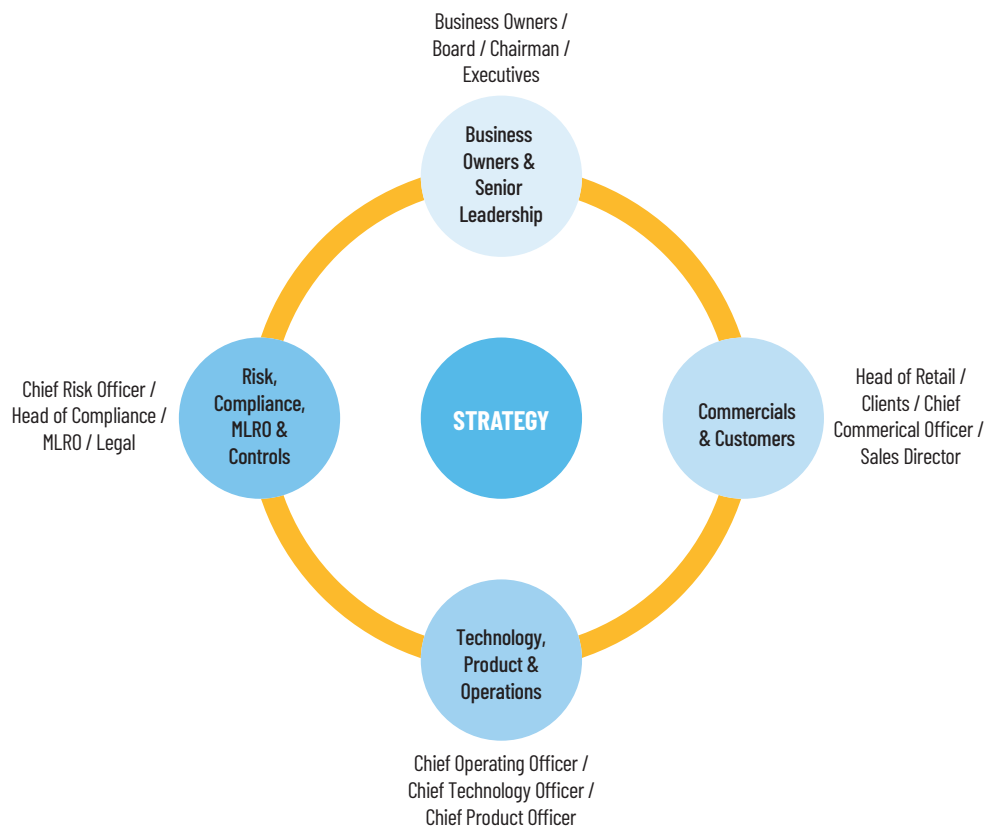 Business Owners /
Board / Chairman /
Executives
Business
Owners &
Senior
Leadership
Chief Risk Officer /
Head of Compliance /
MLRO / Legal
Risk,
Compliance,
MLRO &
Controls
STRATEGY
Commercials
& Customers
Head of Retail /
Clients / Chief
Commerical Officer /
Sales Director
Technology,
Product &
Operations
Chief Operating Officer /
Chief Technology Officer /
Chief Product Officer